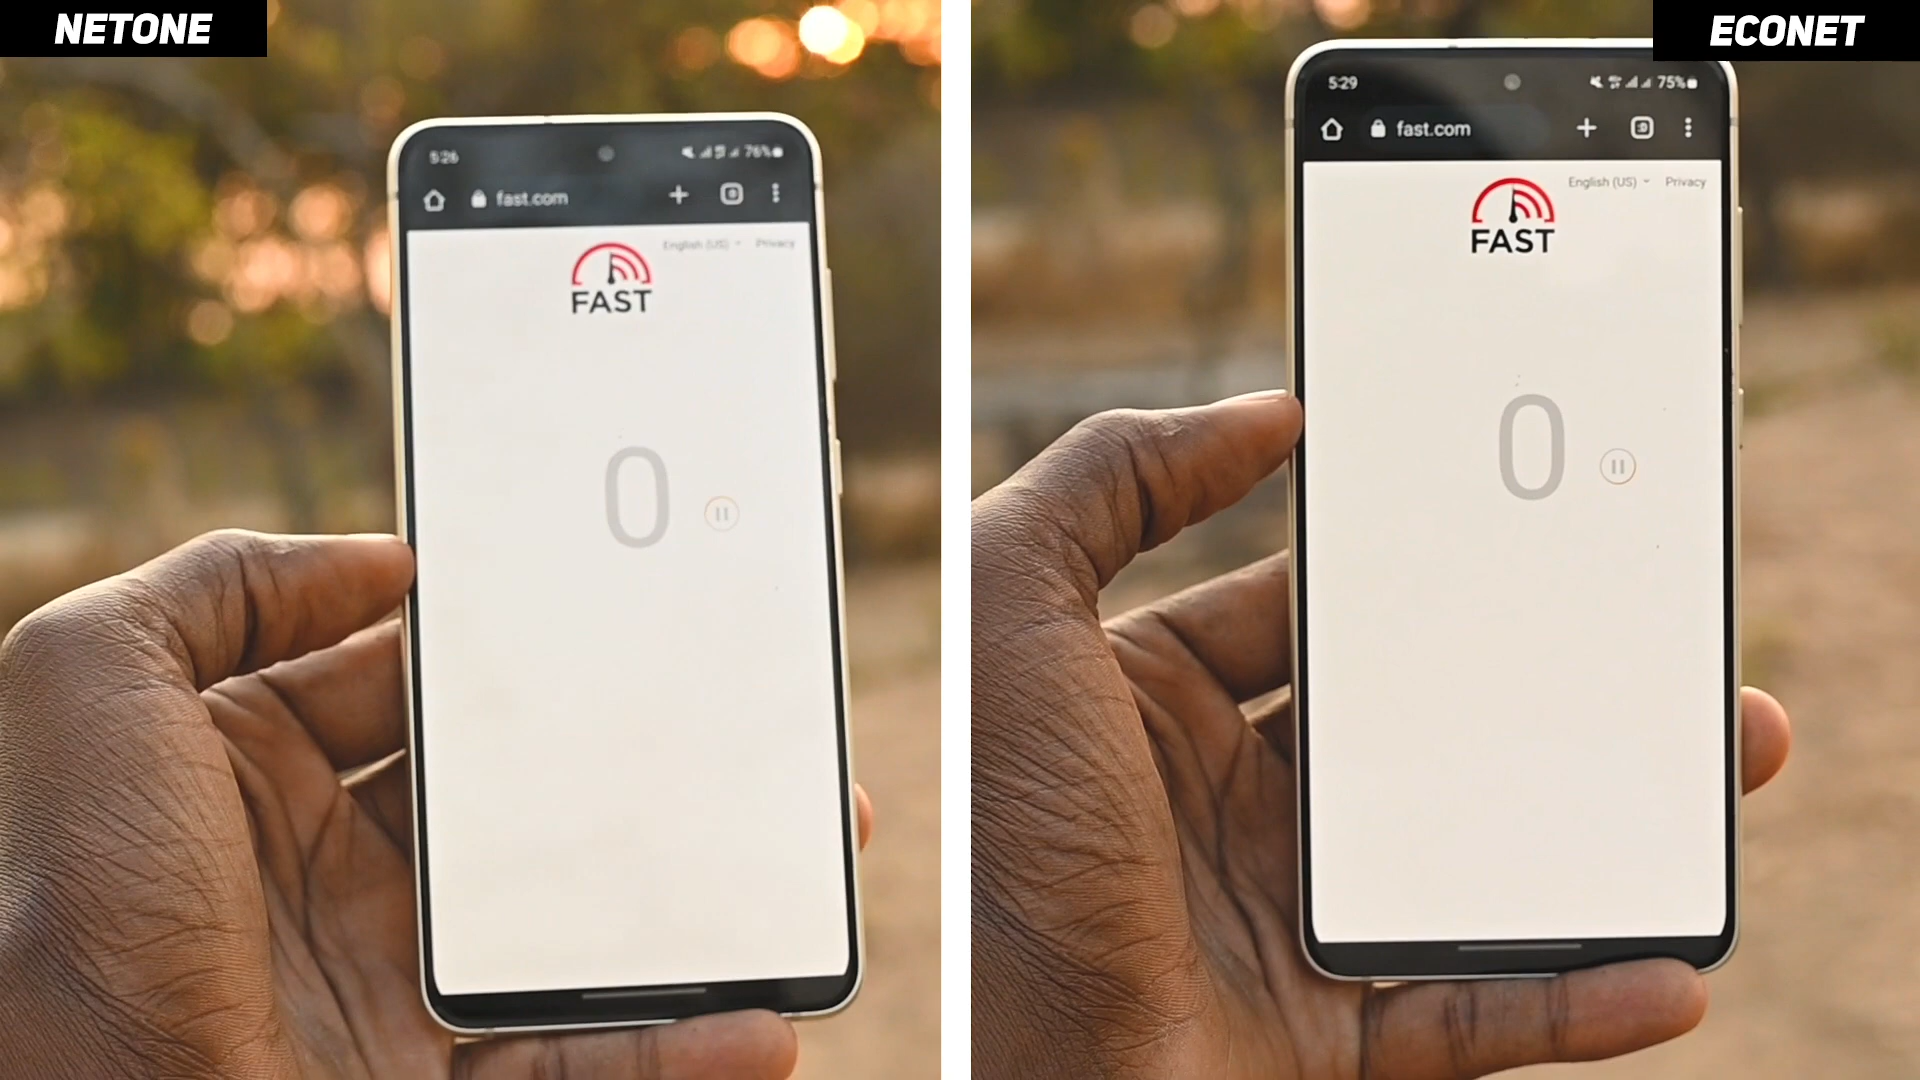 NETONE
5:26
76%
fast.com
English (US)
Privacy
FAST
0
ECONET
5:29
75%
fast.com
English (US)
Privacy
FAST
0